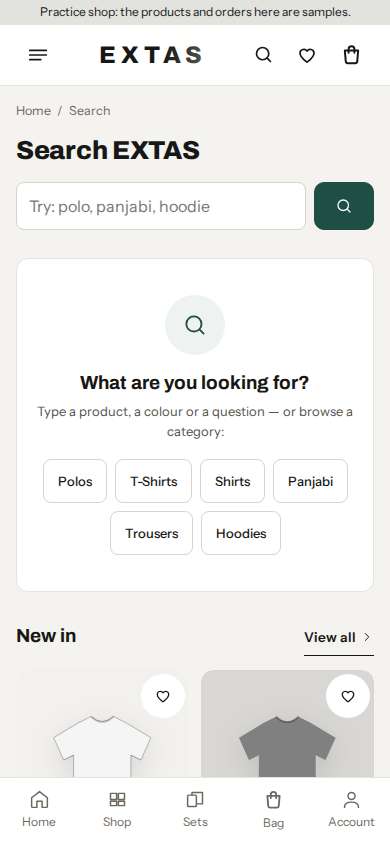 Practice shop: the products and orders here are samples.
EXTAS
Home / Search
Search EXTAS
Try: polo, panjabi, hoodie
What are you looking for?
Type a product, a colour or a question — or browse a
category:
Polos T-Shirts Shirts Panjabi
Trousers Hoodies
New in View all
Home Shop Sets Bag Account